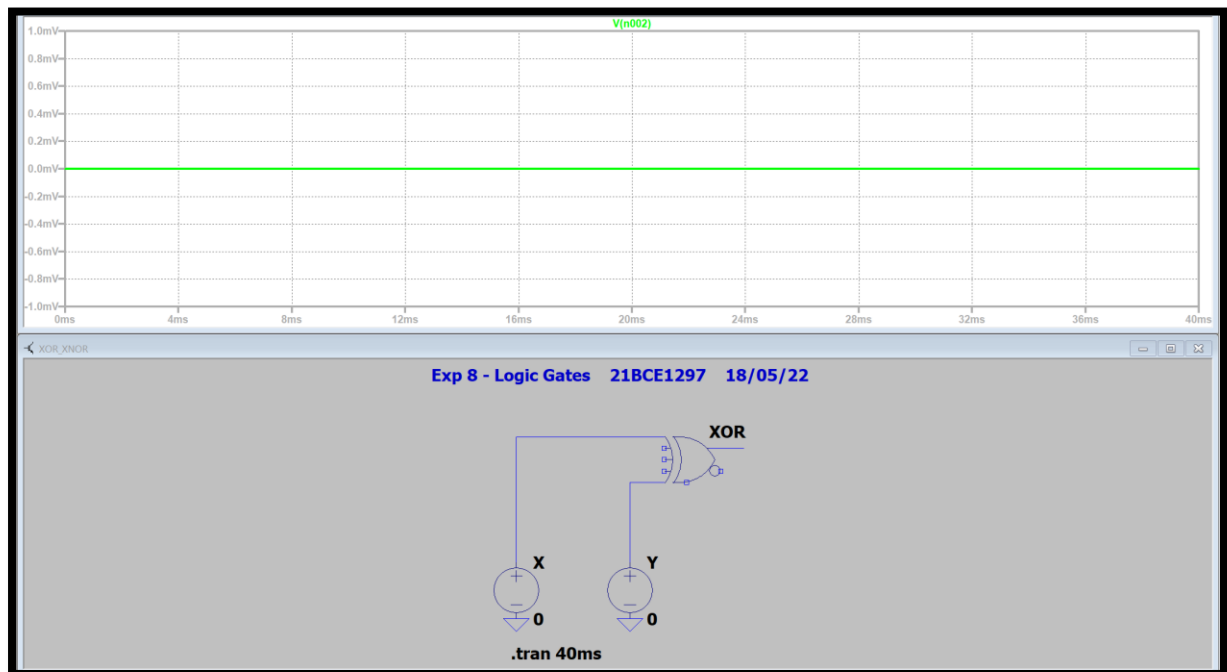 V(n002)
1.0mV
0.8mV
0.6mV
0.4mV
0.2mV
0.0mV
-0.2mV
-0.4mV
-0.6mV
-0.8mV
-1.0mV
0ms 4ms 8ms 12ms 16ms 20ms 24ms 28ms 32ms 36ms 40ms
XOR_XNOR
Exp 8 - Logic Gates 21BCE1297 18/05/22
XOR
X Y
0 0
.tran 40ms